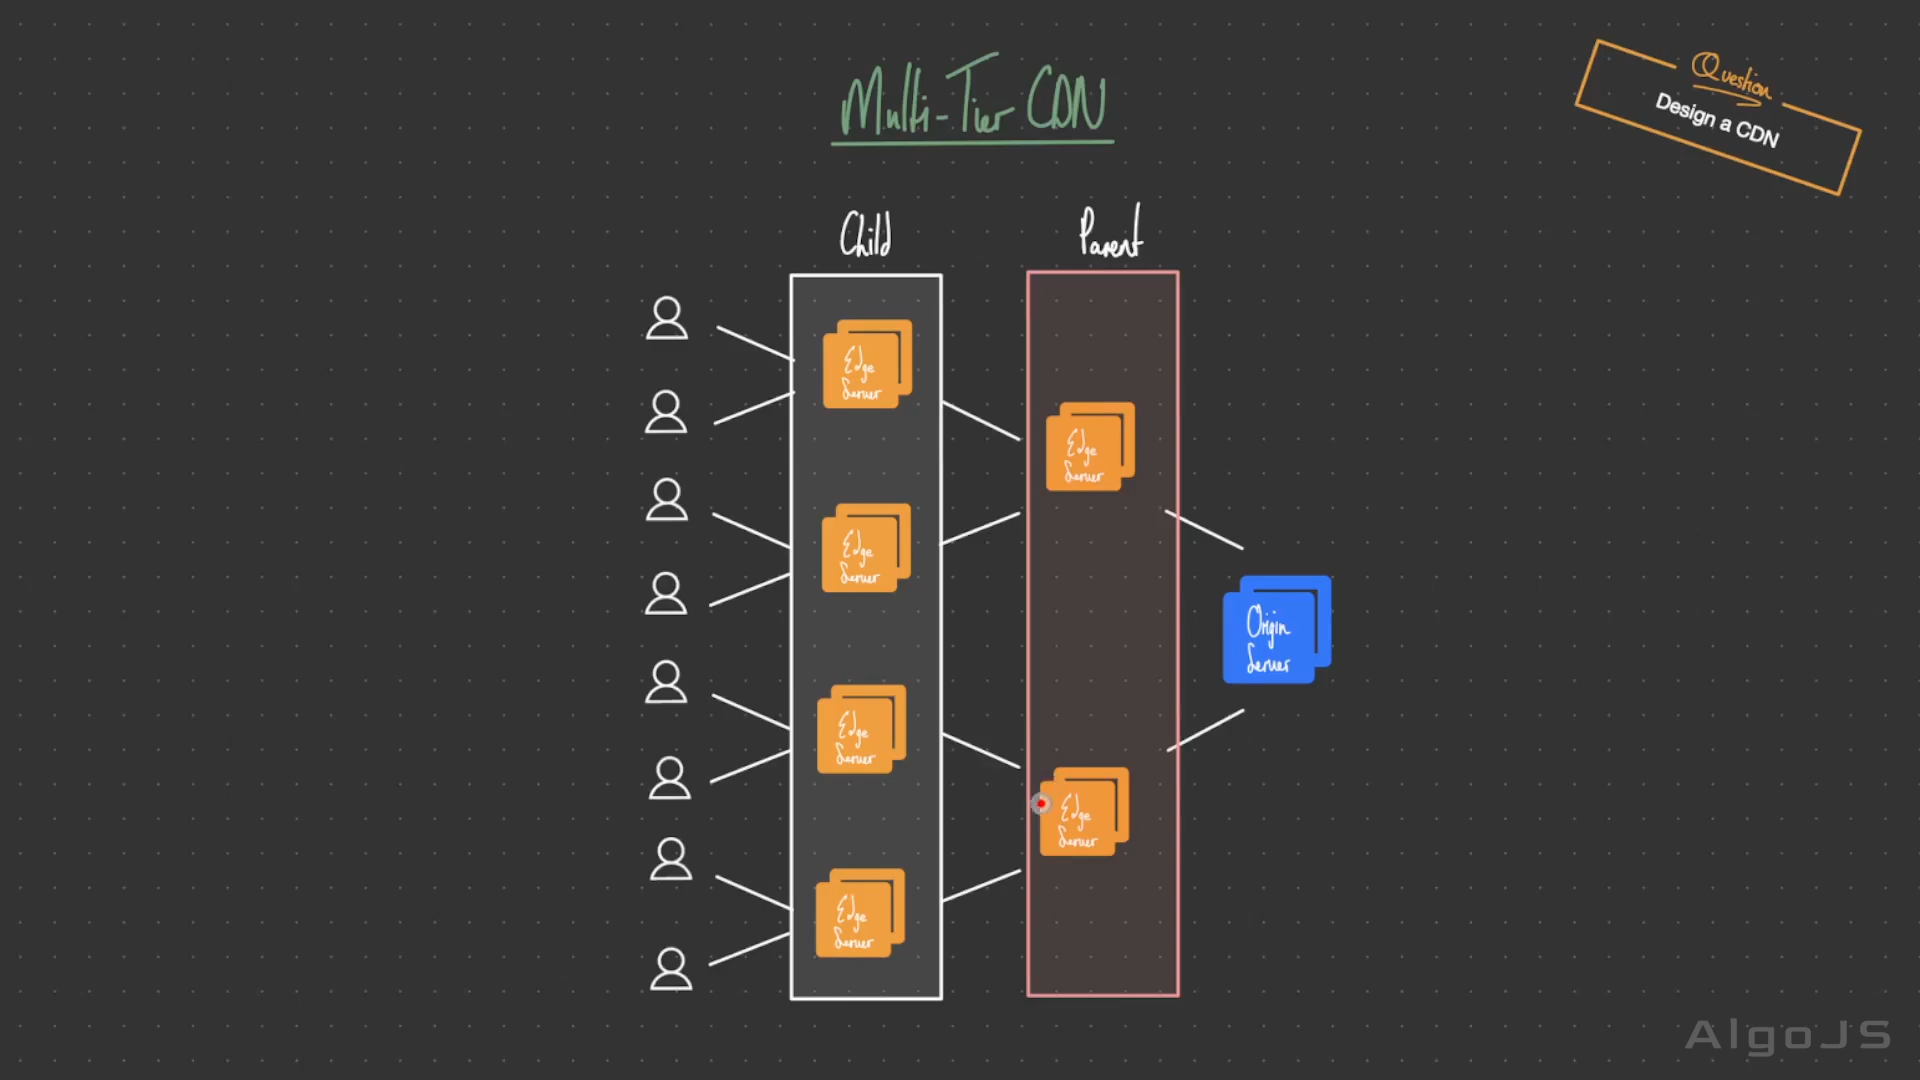 Multi-Tier CDN
Question
Design a CDN
Child
Parent
Edge
Server
Edge
Server
Edge
Server
Origin
Server
Edge
Server
Edge
Server
Edge
Server
AlgoJS